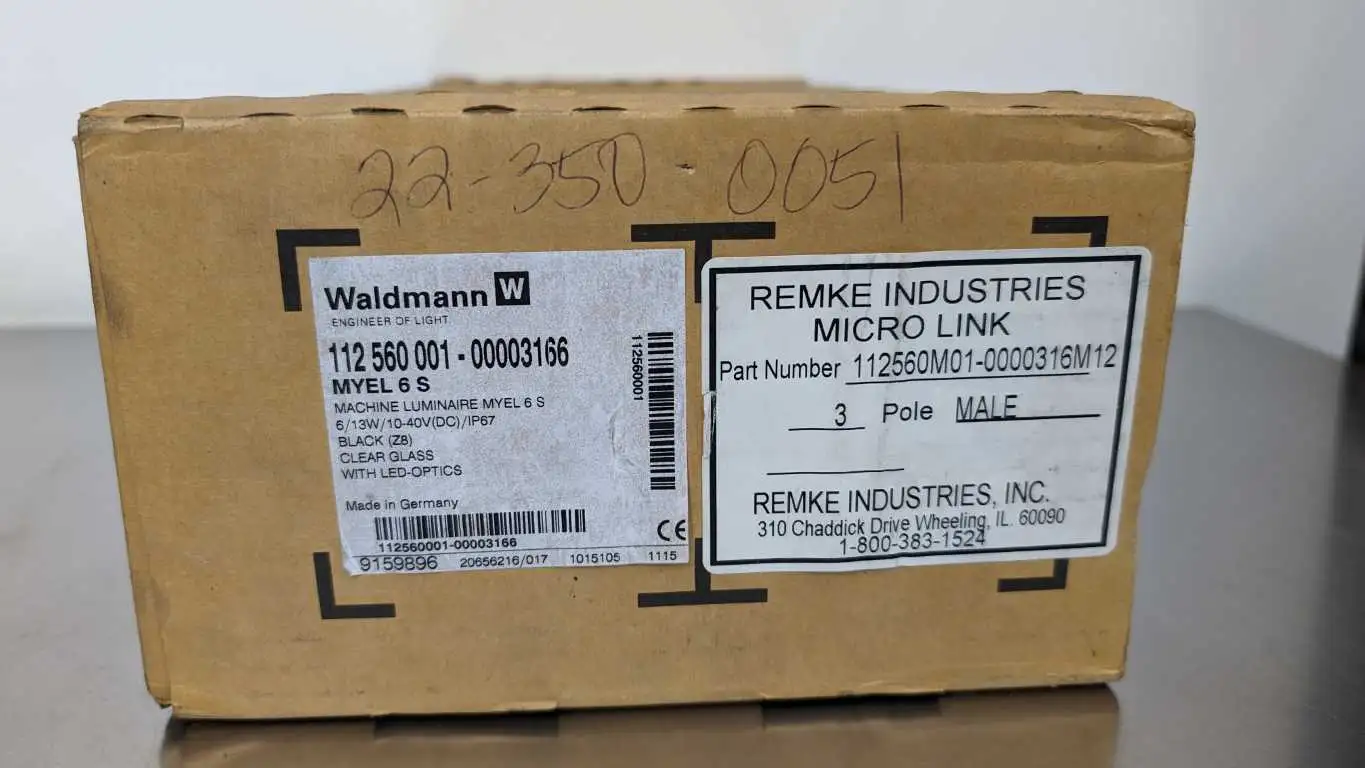 22-350-0051
Waldmann W
ENGINEER OF LIGHT
112 560 001 - 00003166
MYEL 6 S
MACHINE LUMINAIRE MYEL 6 S
6/13W/10-40V(DC)/IP67
BLACK (Z8)
CLEAR GLASS
WITH LED-OPTICS
Made in Germany
112560001
112560001-00003166
CE
9159896 20656216/017 1015105 1115
REMKE INDUSTRIES
MICRO LINK
Part Number 112560M01-0000316M12
3 Pole MALE
REMKE INDUSTRIES, INC.
310 Chaddick Drive Wheeling, IL. 60090
1-800-383-1524